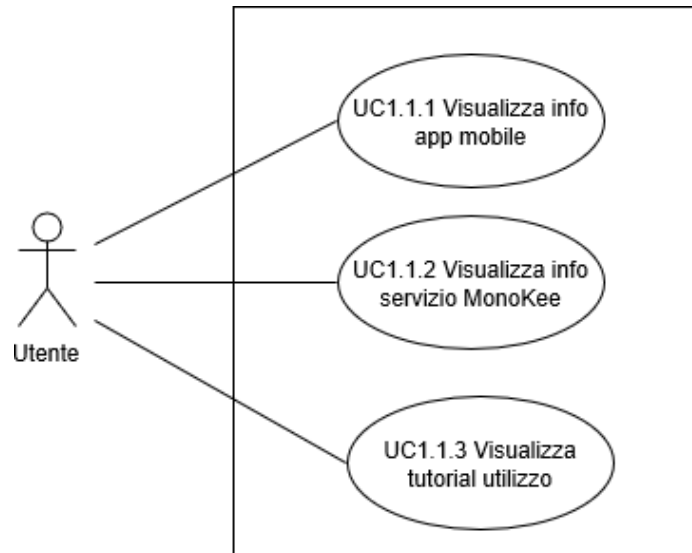 UC1.1.1 Visualizza info
app mobile
UC1.1.2 Visualizza info
servizio MonoKee
Utente
UC1.1.3 Visualizza
tutorial utilizzo